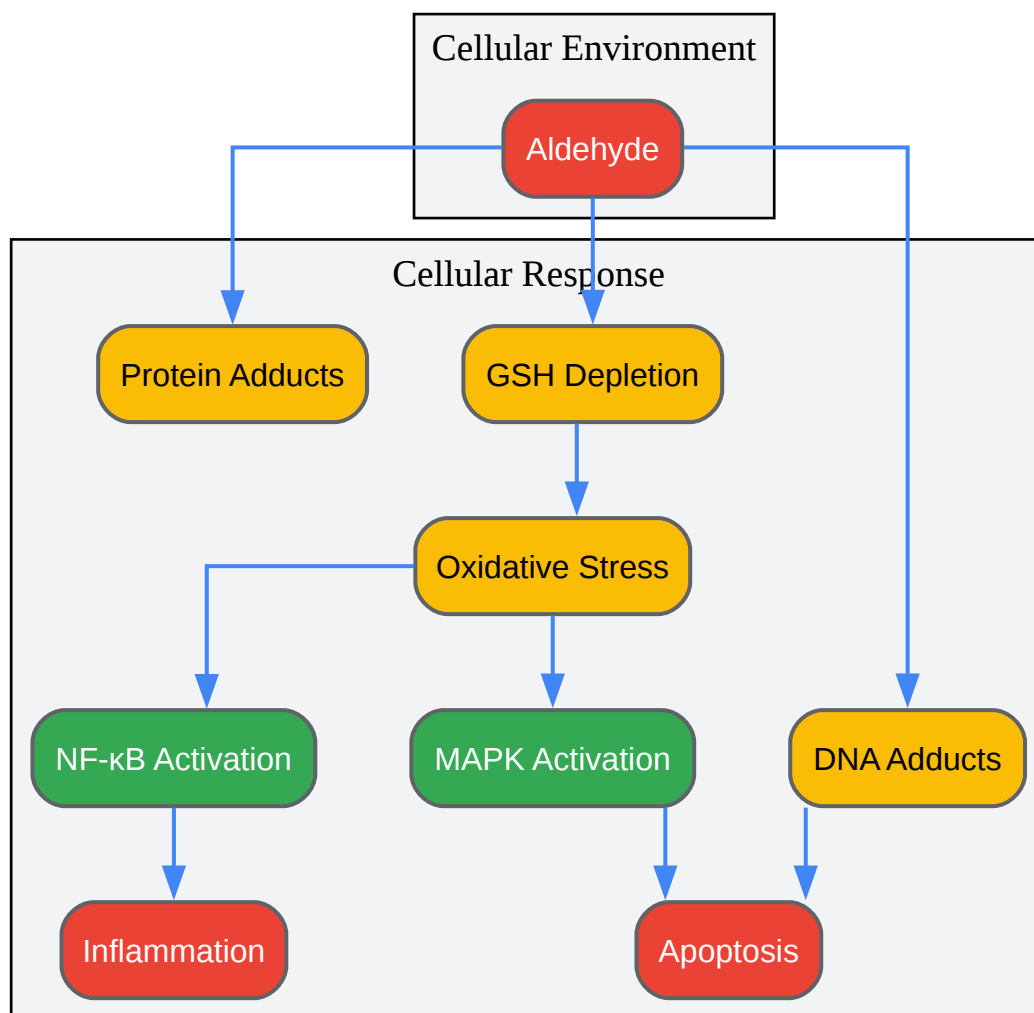 Cellular Environment
Aldehyde
Cellular Response
Protein Adducts
GSH Depletion
Oxidative Stress
NF-κB Activation
MAPK Activation
DNA Adducts
Inflammation
Apoptosis